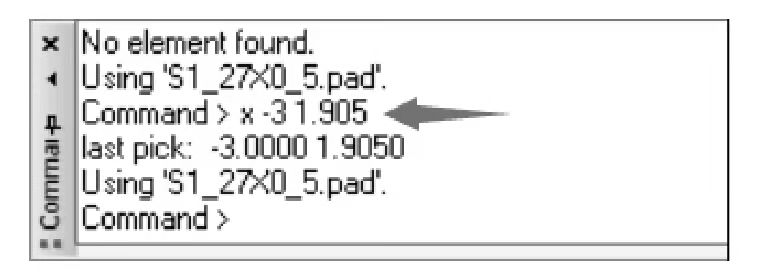 No element found.
Using 'S1_27X0_5.pad'.
Command > x -3 1.905
last pick:  -3.0000 1.9050
Using 'S1_27X0_5.pad'.
Command >
Commai